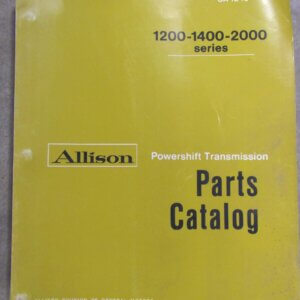 1200-1400-2000
series
Allison
Powershift Transmission
Parts
Catalog